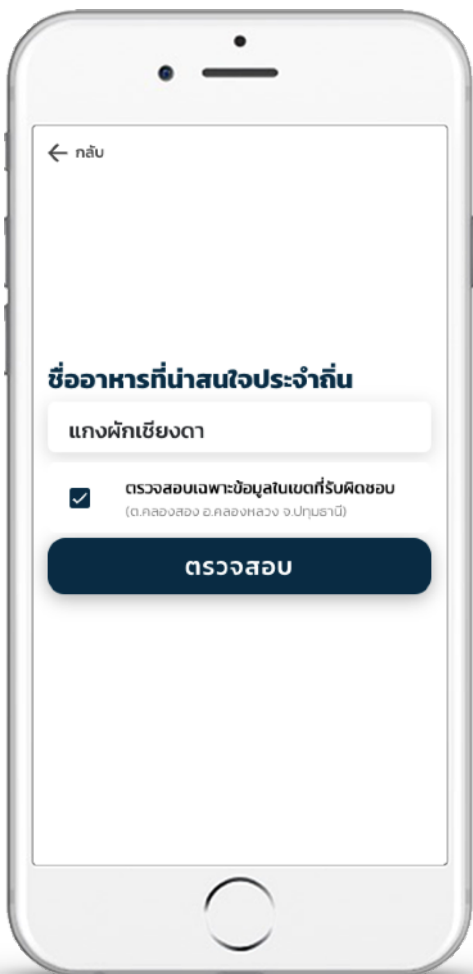 ← กลับ
ชื่ออาหารที่น่าสนใจประจำถิ่น
แกงผักเชียงดา
ตรวจสอบเฉพาะข้อมูลในเขตที่รับผิดชอบ
(ต.คลองสอง อ.คลองหลวง จ.ปทุมธานี)
ตรวจสอบ